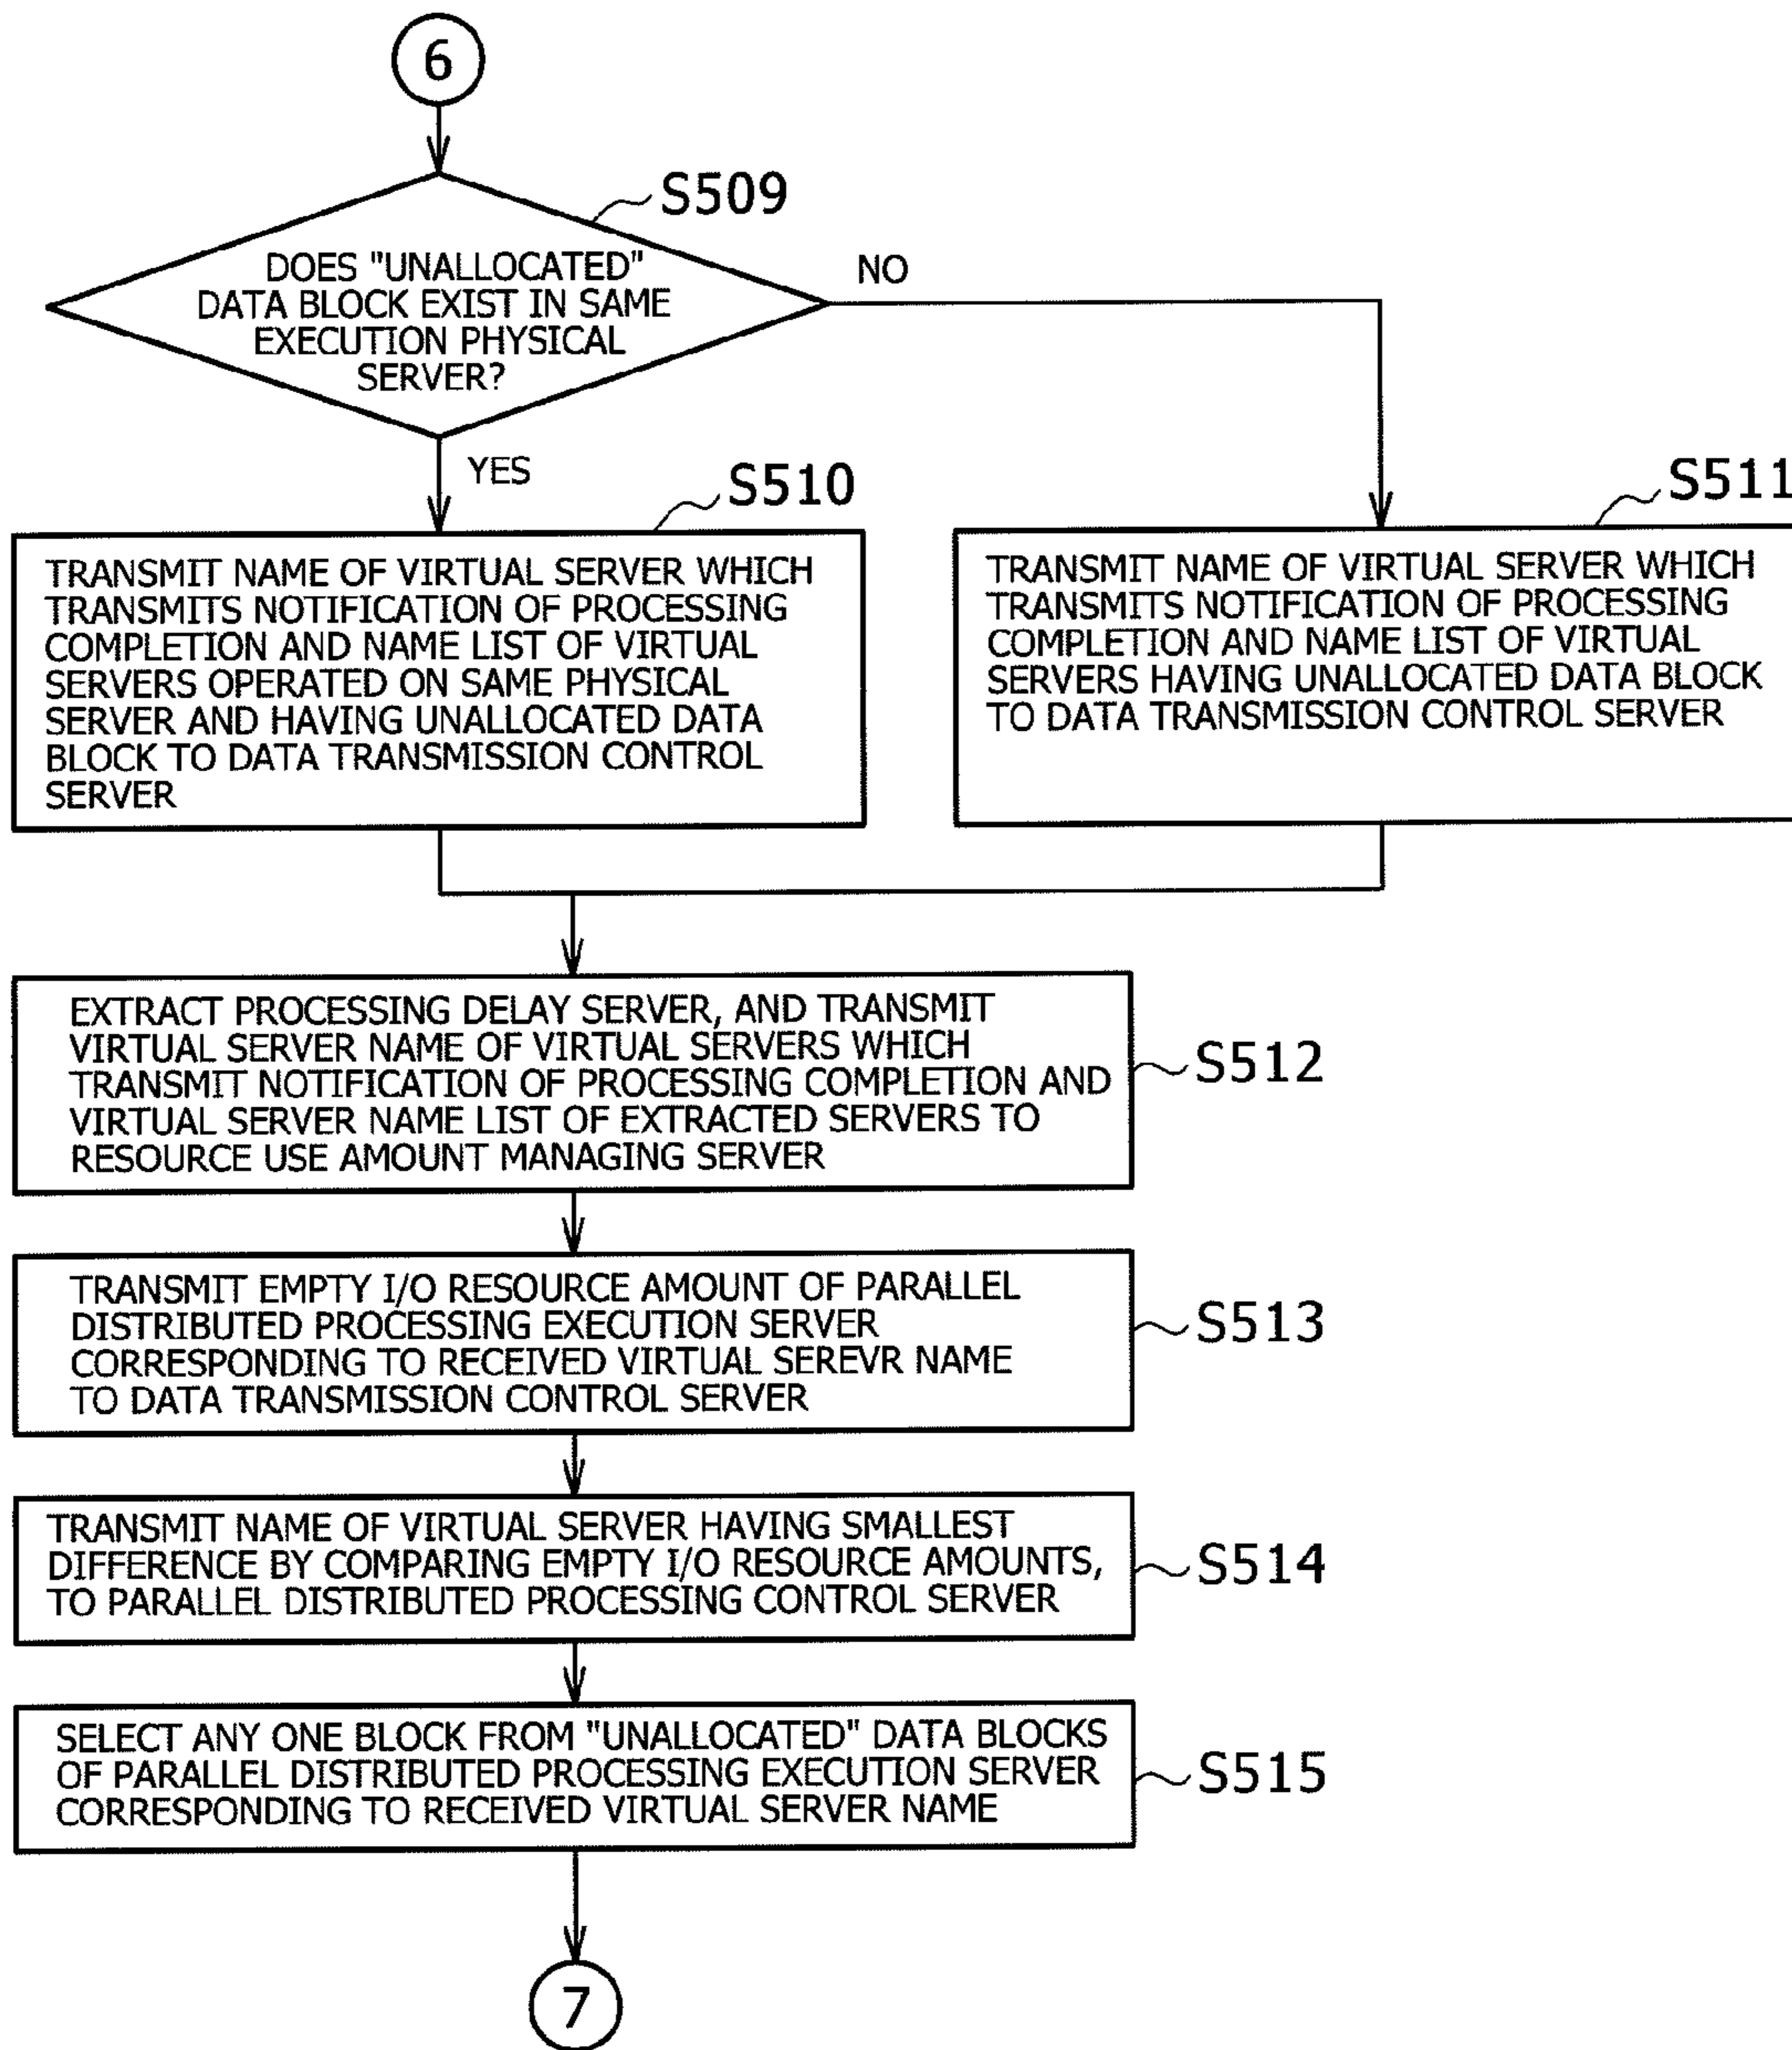 6
S509
DOES "UNALLOCATED"
DATA BLOCK EXIST IN SAME
EXECUTION PHYSICAL
SERVER?
NO
YES
S510
TRANSMIT NAME OF VIRTUAL SERVER WHICH
TRANSMITS NOTIFICATION OF PROCESSING
COMPLETION AND NAME LIST OF VIRTUAL
SERVERS OPERATED ON SAME PHYSICAL
SERVER AND HAVING UNALLOCATED DATA
BLOCK TO DATA TRANSMISSION CONTROL
SERVER
S511
TRANSMIT NAME OF VIRTUAL SERVER WHICH
TRANSMITS NOTIFICATION OF PROCESSING
COMPLETION AND NAME LIST OF VIRTUAL
SERVERS HAVING UNALLOCATED DATA BLOCK
TO DATA TRANSMISSION CONTROL SERVER
EXTRACT PROCESSING DELAY SERVER, AND TRANSMIT
VIRTUAL SERVER NAME OF VIRTUAL SERVERS WHICH
TRANSMIT NOTIFICATION OF PROCESSING COMPLETION AND
VIRTUAL SERVER NAME LIST OF EXTRACTED SERVERS TO
RESOURCE USE AMOUNT MANAGING SERVER
S512
TRANSMIT EMPTY I/O RESOURCE AMOUNT OF PARALLEL
DISTRIBUTED PROCESSING EXECUTION SERVER
CORRESPONDING TO RECEIVED VIRTUAL SEREVR NAME
TO DATA TRANSMISSION CONTROL SERVER
S513
TRANSMIT NAME OF VIRTUAL SERVER HAVING SMALLEST
DIFFERENCE BY COMPARING EMPTY I/O RESOURCE AMOUNTS,
TO PARALLEL DISTRIBUTED PROCESSING CONTROL SERVER
S514
SELECT ANY ONE BLOCK FROM "UNALLOCATED" DATA BLOCKS
OF PARALLEL DISTRIBUTED PROCESSING EXECUTION SERVER
CORRESPONDING TO RECEIVED VIRTUAL SERVER NAME
S515
7